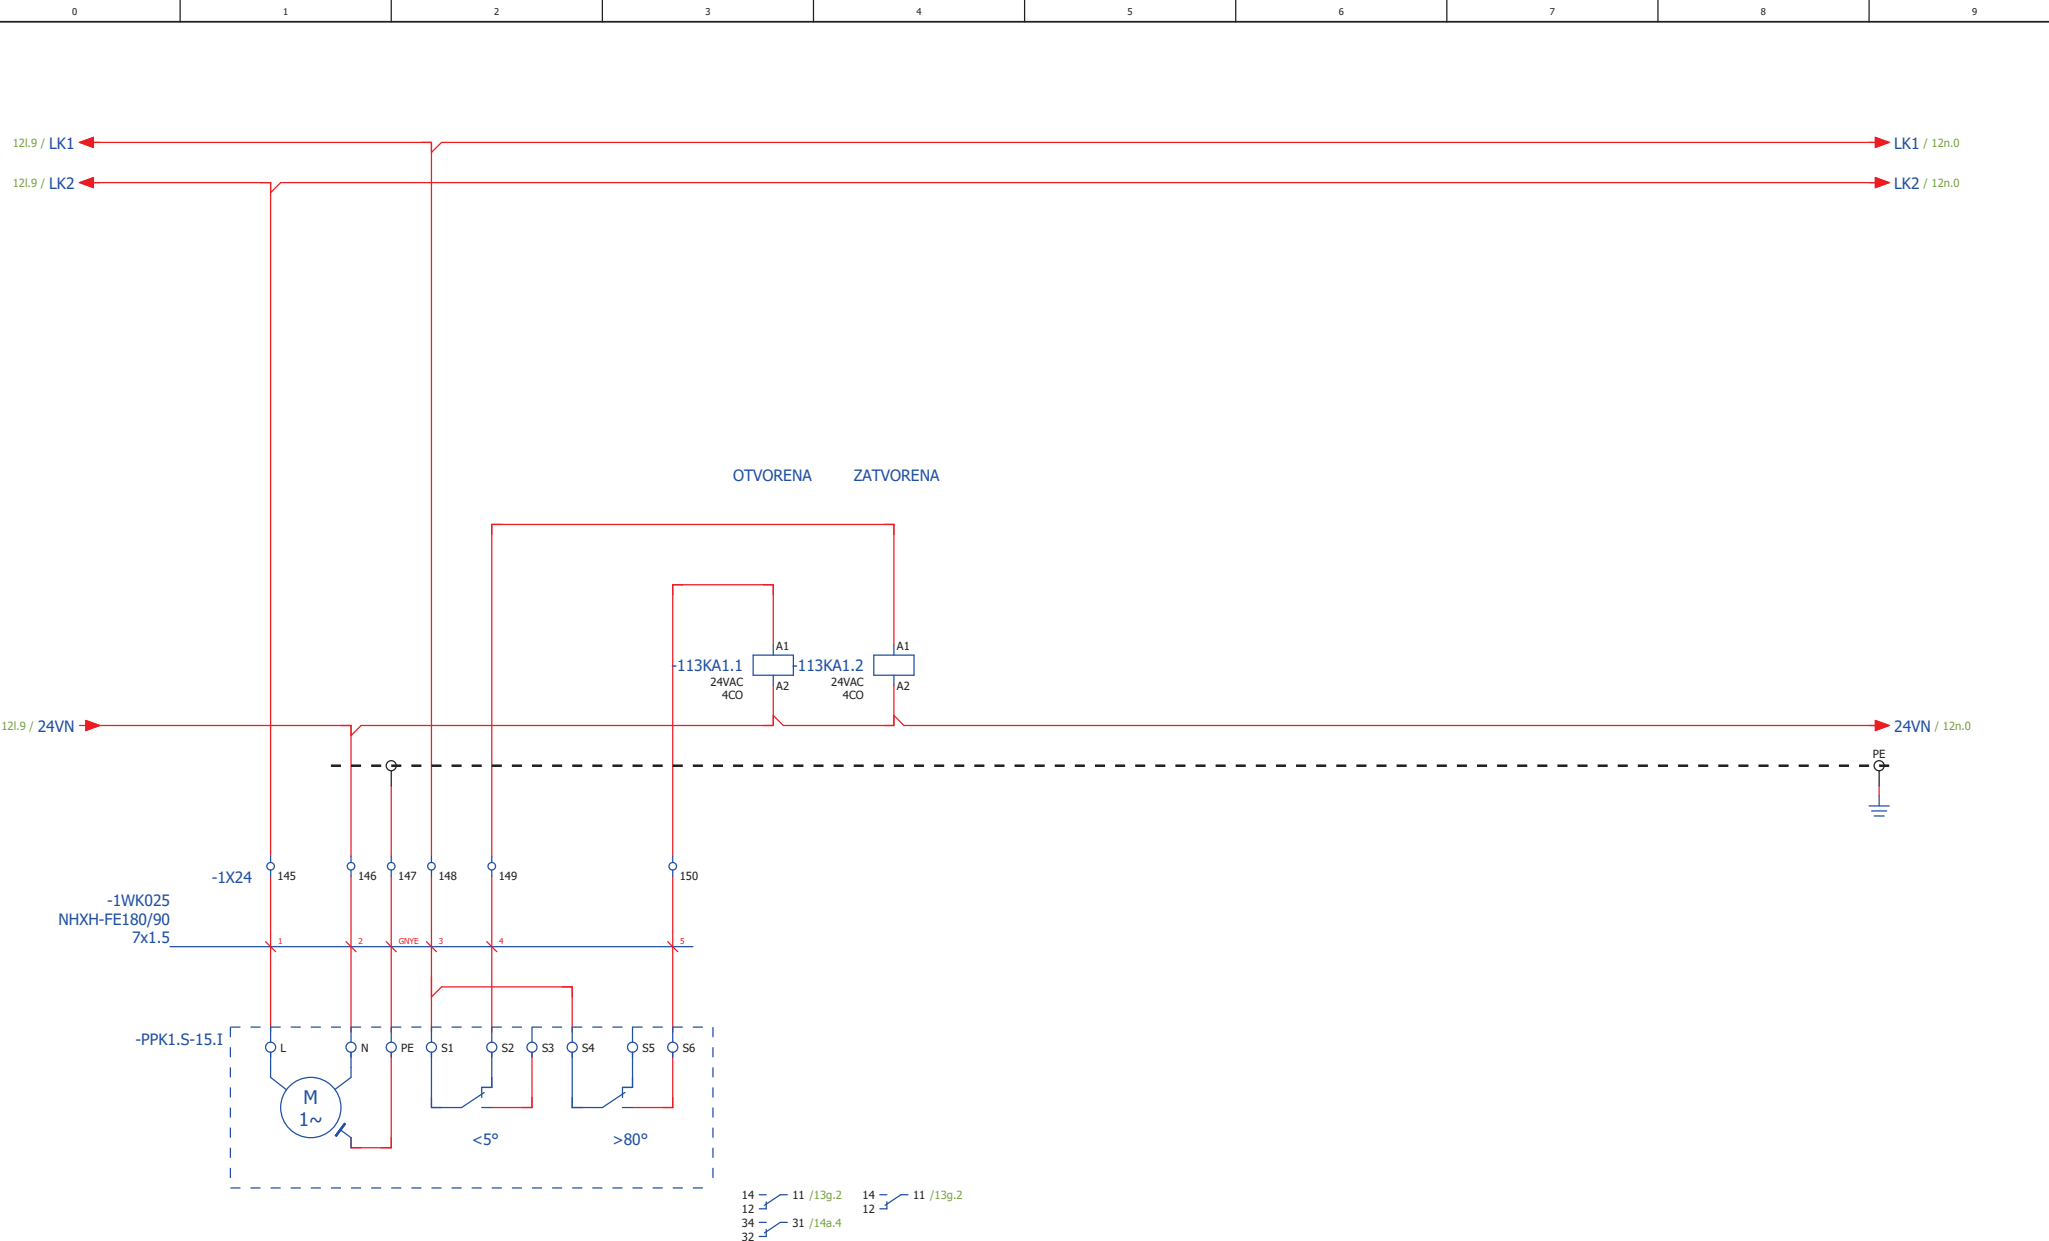 0 1 2 3 4 5 6 7 8 9
12l.9 / LK1
LK1 / 12n.0
12l.9 / LK2
LK2 / 12n.0
OTVORENA ZATVORENA
A1 A1
-113KA1.1 -113KA1.2
24VAC 24VAC
A2 A2
4CO 4CO
12l.9 / 24VN
24VN / 12n.0
PE
-1X24 145 146 147 148 149 150
-1WK025
NHXH-FE180/90
7x1.5
1 2 GNYE 3 4 5
-PPK1.S-15.I
L N PE S1 S2 S3 S4 S5 S6
M
1~
<5° >80°
14 11 /13g.2 14 11 /13g.2
12 12
34 31 /14a.4
32